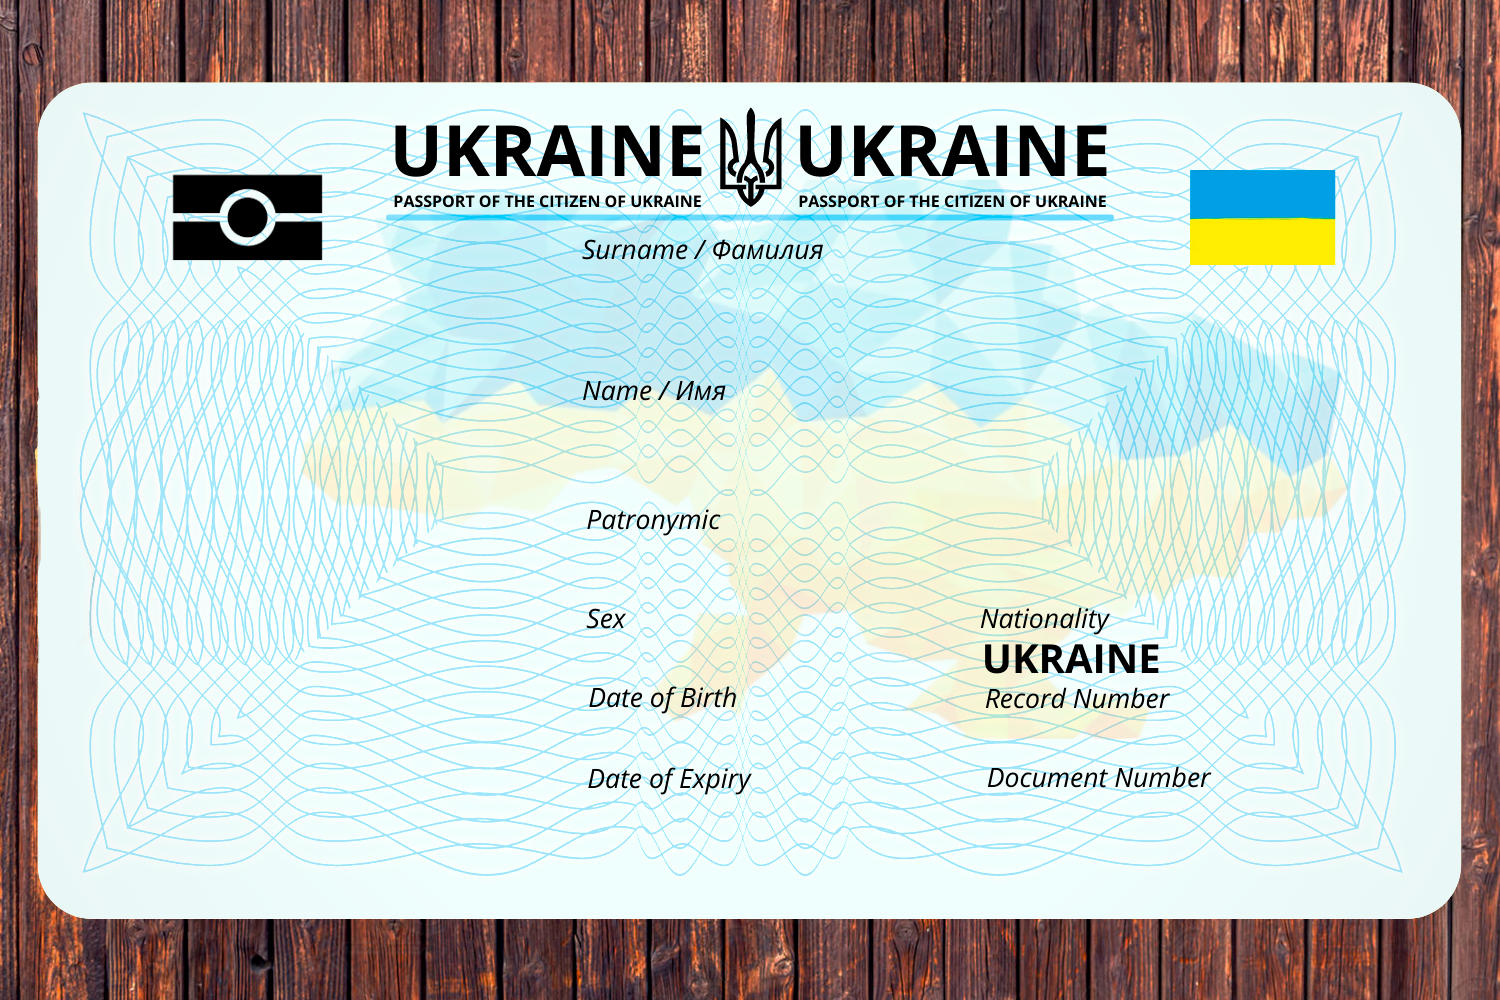 UKRAINE UKRAINE
PASSPORT OF THE CITIZEN OF UKRAINE PASSPORT OF THE CITIZEN OF UKRAINE
Surname / Фамилия
Name / Имя
Patronymic
Sex Nationality
UKRAINE
Date of Birth Record Number
Date of Expiry Document Number